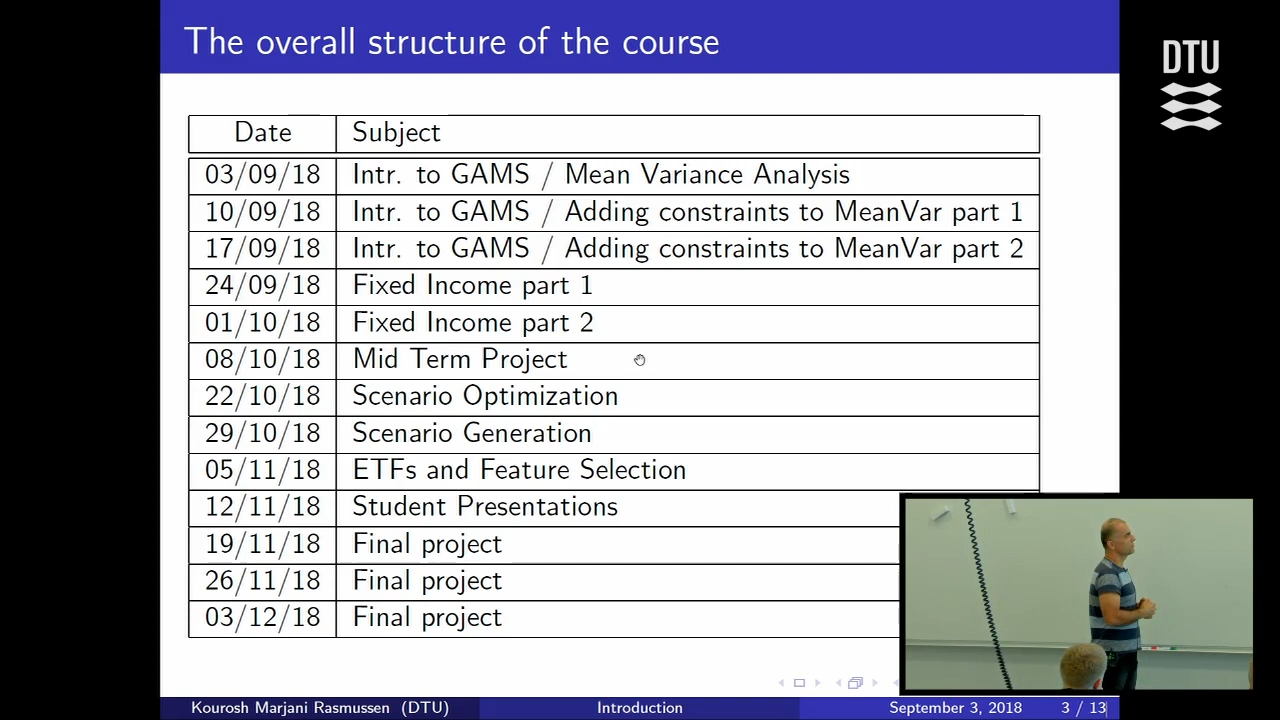 The overall structure of the course
DTU
Date Subject
03/09/18 Intr. to GAMS / Mean Variance Analysis
10/09/18 Intr. to GAMS / Adding constraints to MeanVar part 1
17/09/18 Intr. to GAMS / Adding constraints to MeanVar part 2
24/09/18 Fixed Income part 1
01/10/18 Fixed Income part 2
08/10/18 Mid Term Project
22/10/18 Scenario Optimization
29/10/18 Scenario Generation
05/11/18 ETFs and Feature Selection
12/11/18 Student Presentations
19/11/18 Final project
26/11/18 Final project
03/12/18 Final project
Kourosh Marjani Rasmussen (DTU) Introduction September 3, 2018 3 / 13